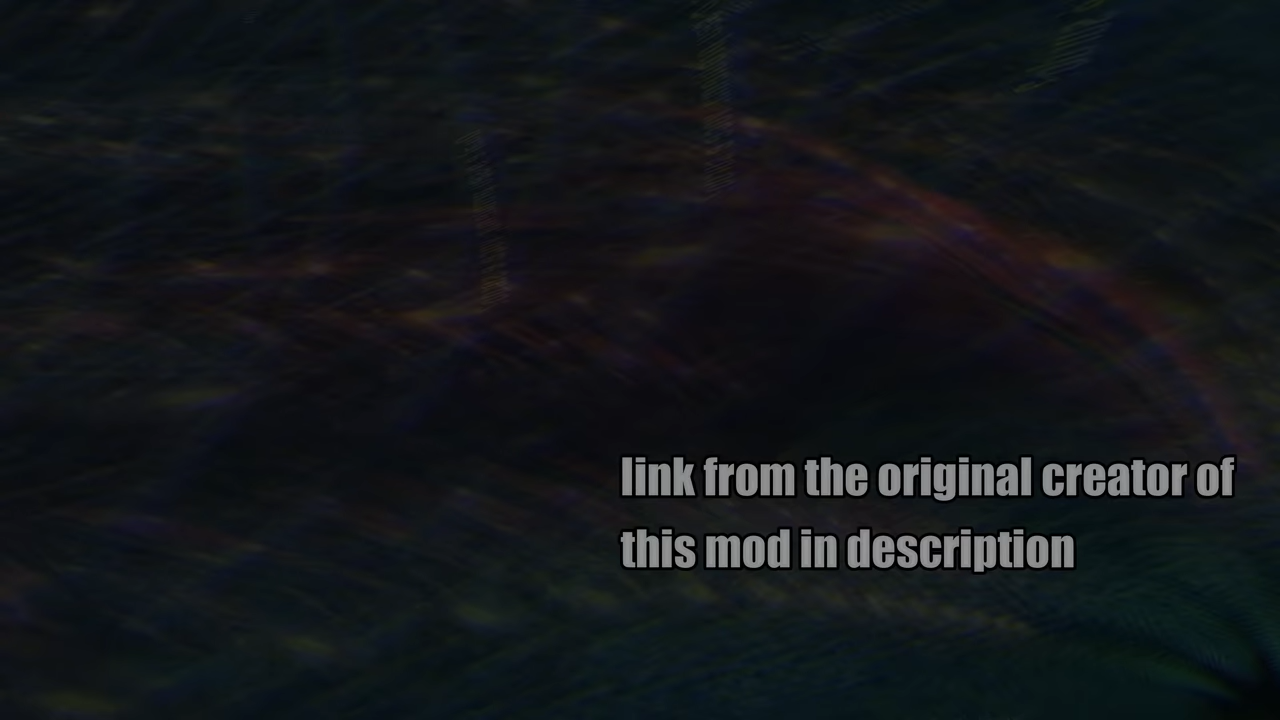 link from the original creator of
this mod in description